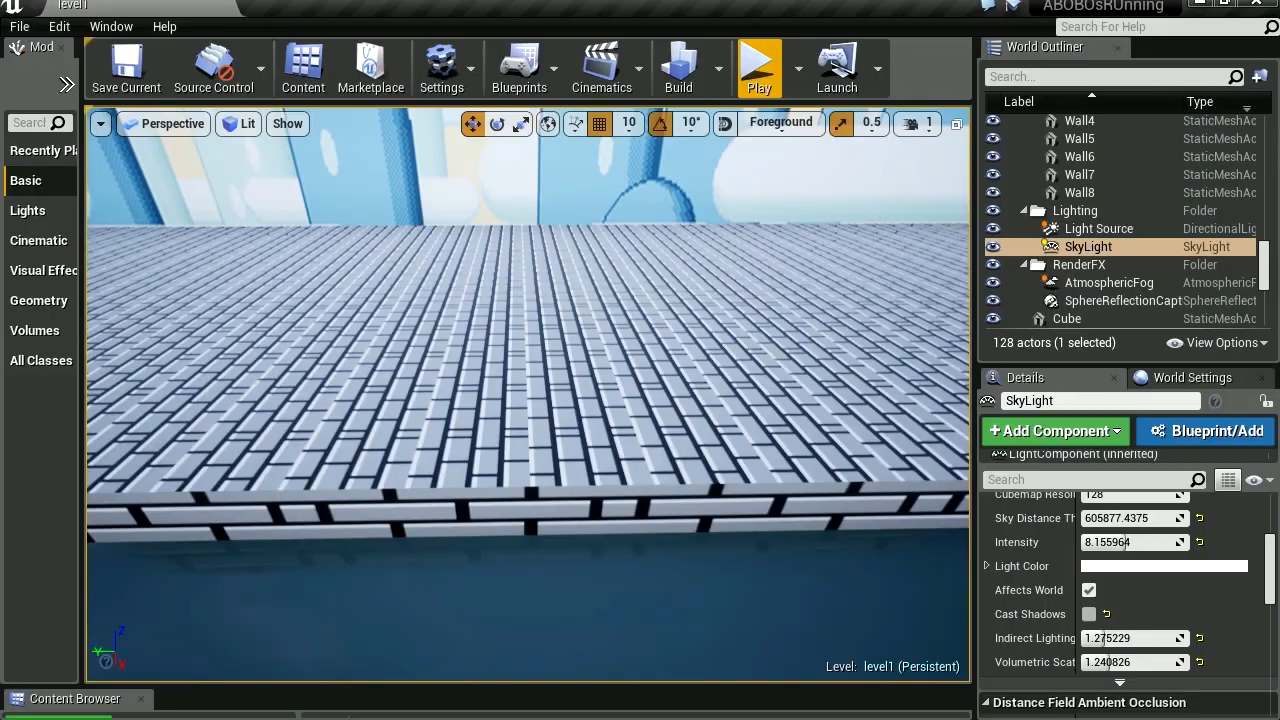 level1
ABOBOsRUnning
File Edit Window Help
Search For Help
Mod
World Outliner
Save Current Source Control Content Marketplace Settings Blueprints Cinematics Build Play Launch
Search...
Label Type
Search
Perspective Lit Show 10 10° Foreground 0.5 1
Recently Pl
Basic
Lights
Cinematic
Visual Effec
Geometry
Volumes
All Classes
Wall4 StaticMeshAc
Wall5 StaticMeshAc
Wall6 StaticMeshAc
Wall7 StaticMeshAc
Wall8 StaticMeshAc
Lighting Folder
Light Source DirectionalLig
SkyLight SkyLight
RenderFX Folder
AtmosphericFog AtmosphericF
SphereReflectionCapt SphereReflect
Cube StaticMeshAc
128 actors (1 selected) View Options
Details World Settings
SkyLight
+Add Component Blueprint/Add
LightComponent (Inherited)
Search
Cubemap Resol 128
Sky Distance Th 605877.4375
Intensity 8.155964
Light Color
Affects World
Cast Shadows
Indirect Lighting 1.275229
Volumetric Scat 1.240826
Distance Field Ambient Occlusion
Z
Y
X
Level: level1 (Persistent)
Content Browser